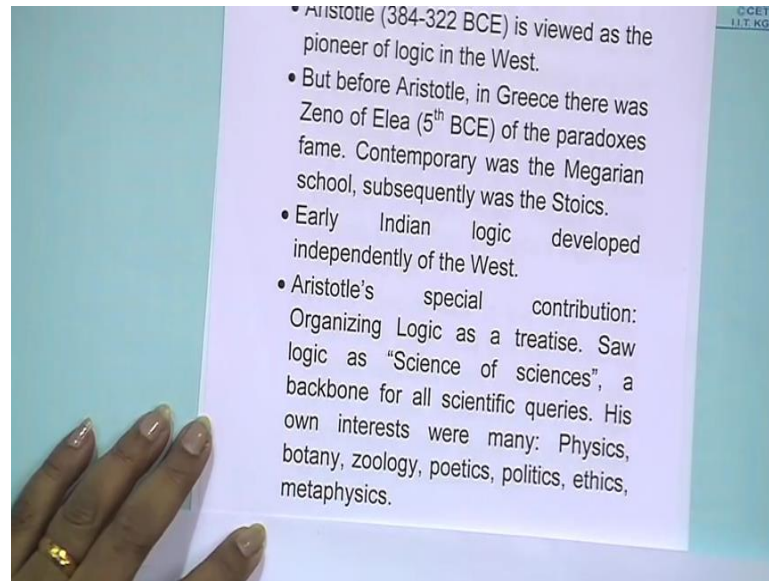 • Aristotle (384-322 BCE) is viewed as the
pioneer of logic in the West.
• But before Aristotle, in Greece there was
Zeno of Elea (5th BCE) of the paradoxes
fame. Contemporary was the Megarian
school, subsequently was the Stoics.
• Early Indian logic developed
independently of the West.
• Aristotle's special contribution:
Organizing Logic as a treatise. Saw
logic as “Science of sciences”, a
backbone for all scientific queries. His
own interests were many: Physics,
botany, zoology, poetics, politics, ethics,
metaphysics.
CCET
I.I.T. KG